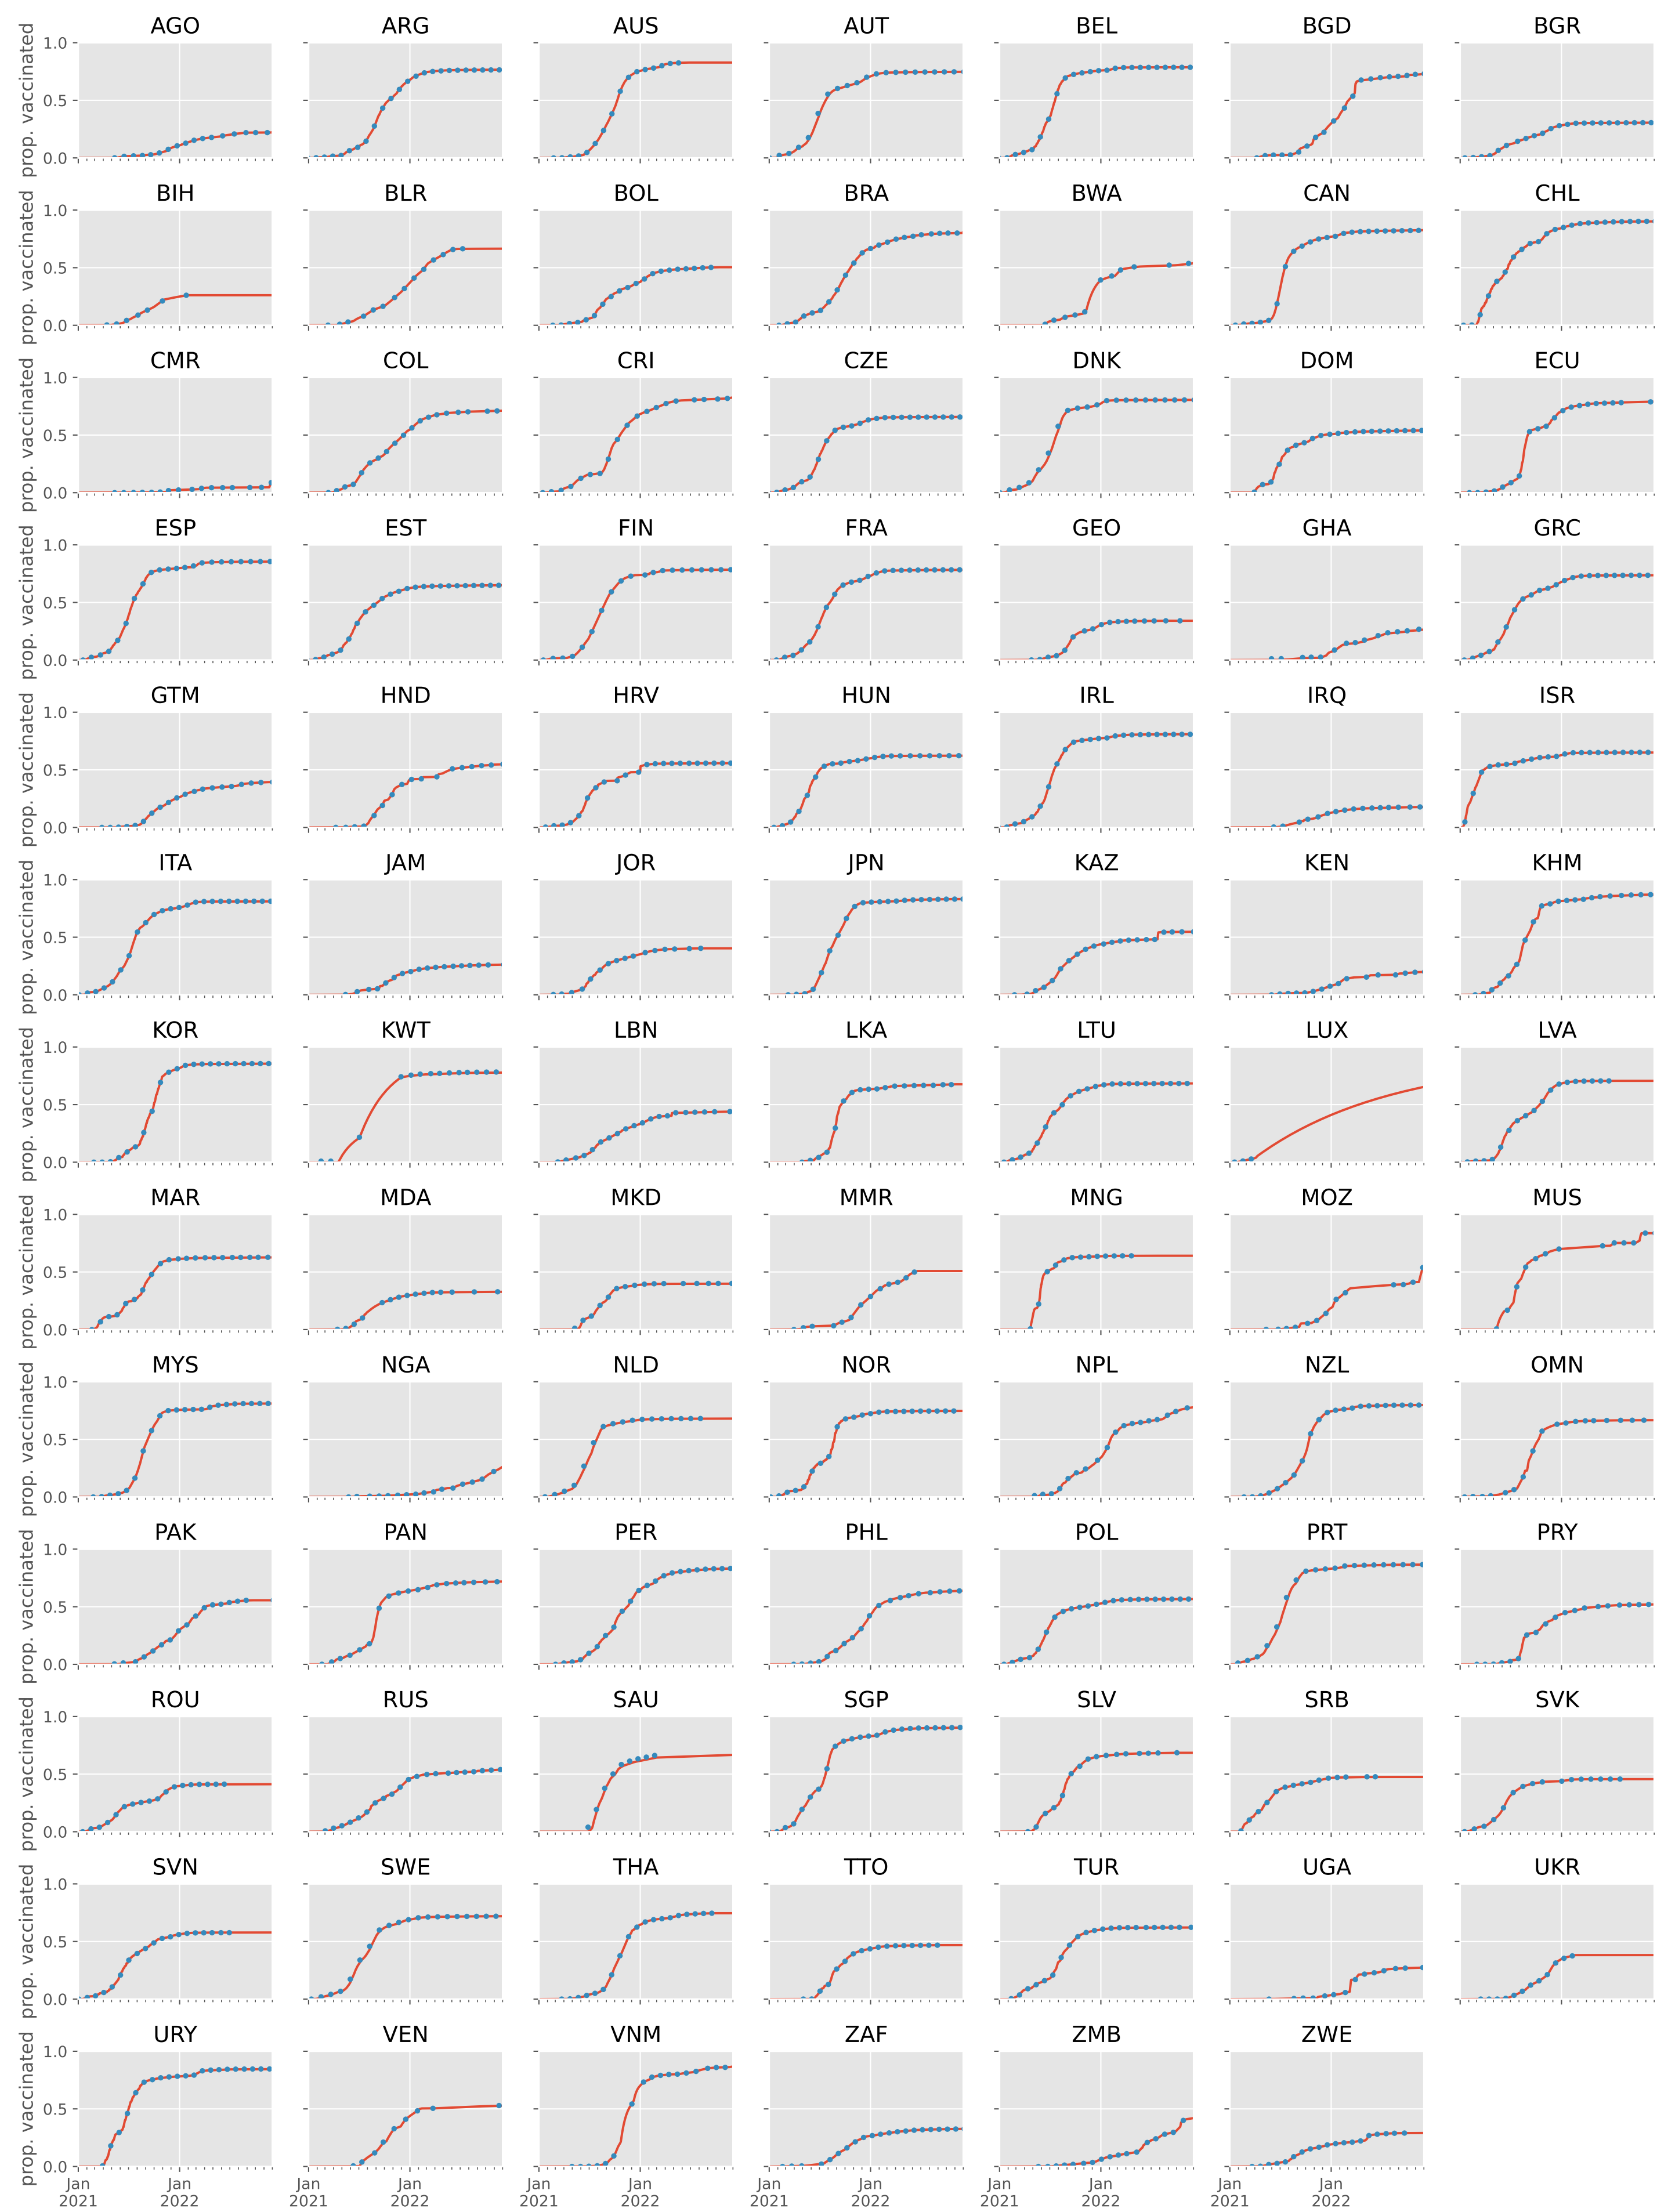 AGO ARG AUS AUT BEL BGD BGR
prop. vaccinated
1.0
0.5
0.0
BIH BLR BOL BRA BWA CAN CHL
prop. vaccinated
1.0
0.5
0.0
CMR COL CRI CZE DNK DOM ECU
prop. vaccinated
1.0
0.5
0.0
ESP EST FIN FRA GEO GHA GRC
prop. vaccinated
1.0
0.5
0.0
GTM HND HRV HUN IRL IRQ ISR
prop. vaccinated
1.0
0.5
0.0
ITA JAM JOR JPN KAZ KEN KHM
prop. vaccinated
1.0
0.5
0.0
KOR KWT LBN LKA LTU LUX LVA
prop. vaccinated
1.0
0.5
0.0
MAR MDA MKD MMR MNG MOZ MUS
prop. vaccinated
1.0
0.5
0.0
MYS NGA NLD NOR NPL NZL OMN
prop. vaccinated
1.0
0.5
0.0
PAK PAN PER PHL POL PRT PRY
prop. vaccinated
1.0
0.5
0.0
ROU RUS SAU SGP SLV SRB SVK
prop. vaccinated
1.0
0.5
0.0
SVN SWE THA TTO TUR UGA UKR
prop. vaccinated
1.0
0.5
0.0
URY VEN VNM ZAF ZMB ZWE
prop. vaccinated
1.0
0.5
0.0
Jan Jan Jan Jan Jan Jan Jan Jan Jan Jan Jan Jan
2021 2022 2021 2022 2021 2022 2021 2022 2021 2022 2021 2022